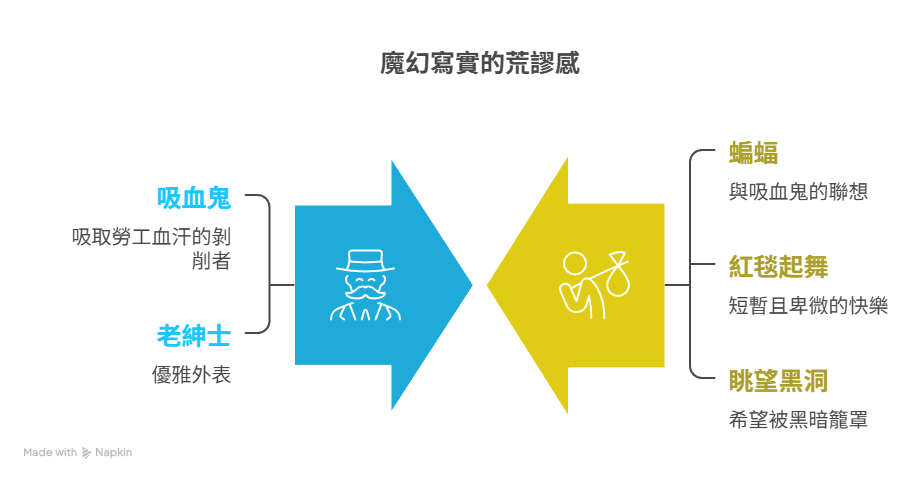 魔幻寫實的荒謬感
吸血鬼
吸取勞工血汗的剝
削者
老紳士
優雅外表
蝙蝠
與吸血鬼的聯想
紅毯起舞
短暫且卑微的快樂
眺望黑洞
希望被黑暗籠罩
Made with Napkin